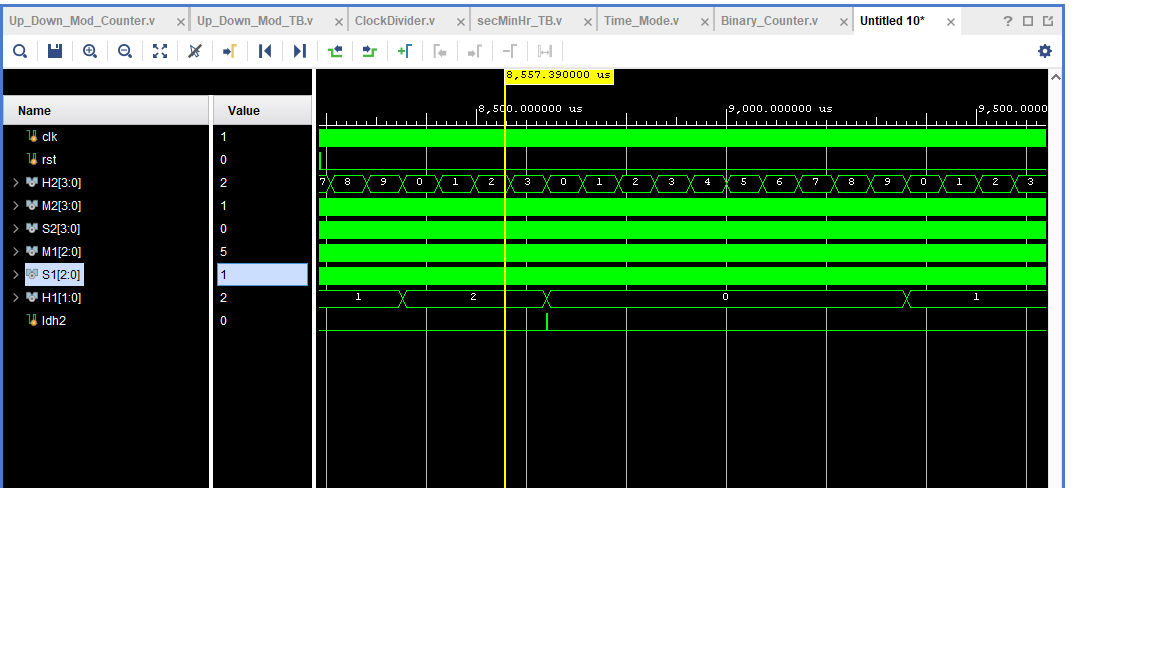 Up_Down_Mod_Counter.v Up_Down_Mod_TB.v ClockDivider.v secMinHr_TB.v Time_Mode.v Binary_Counter.v Untitled 10*
8,557.390000 us
8,500.000000 us 9,000.000000 us 9,500.0000
Name Value
clk 1
rst 0
H2[3:0] 2 7 8 9 0 1 2 3 0 1 2 3 4 5 6 7 8 9 0 1 2 3
M2[3:0] 1
S2[3:0] 0
M1[2:0] 5
S1[2:0] 1
H1[1:0] 2 1 2 0 1
ldh2 0